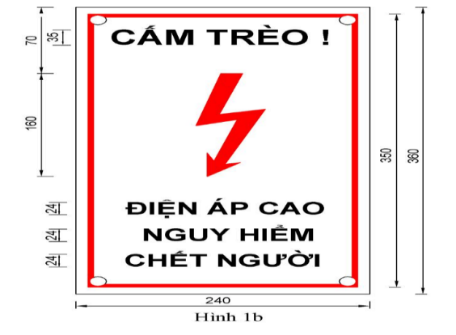 CẤM TRÈO !
ĐIỆN ÁP CAO
NGUY HIỂM
CHẾT NGƯỜI
70
35
160
24
24
24
350
360
240
Hình 1b